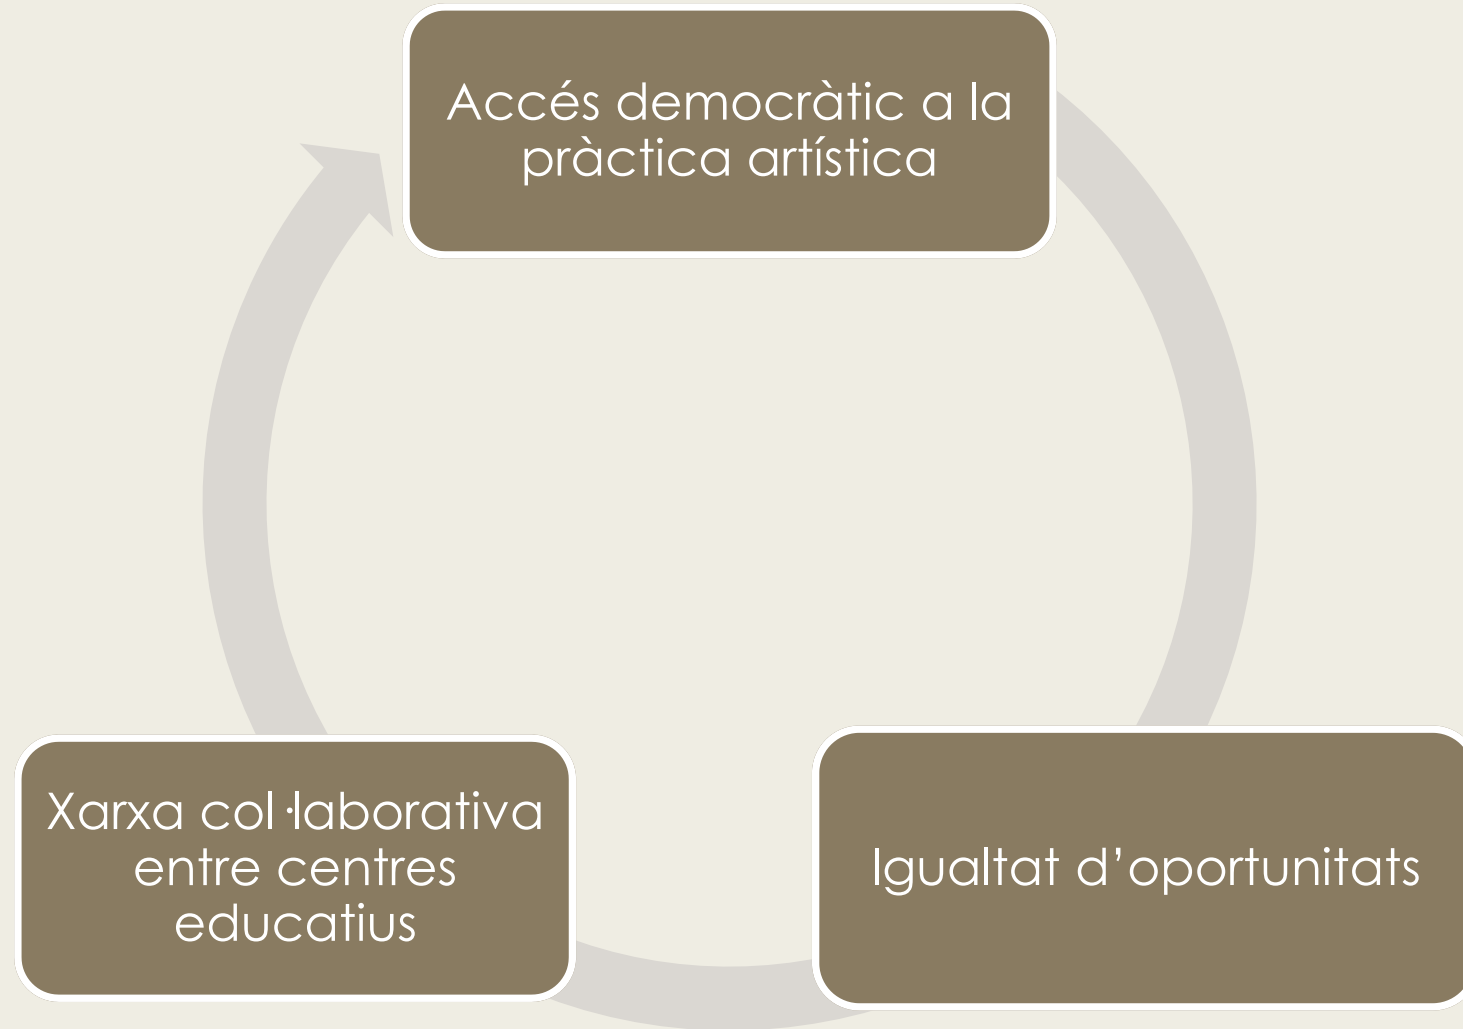 Accés democràtic a la
pràctica artística
Xarxa col·laborativa
entre centres
educatius
Igualtat d’oportunitats